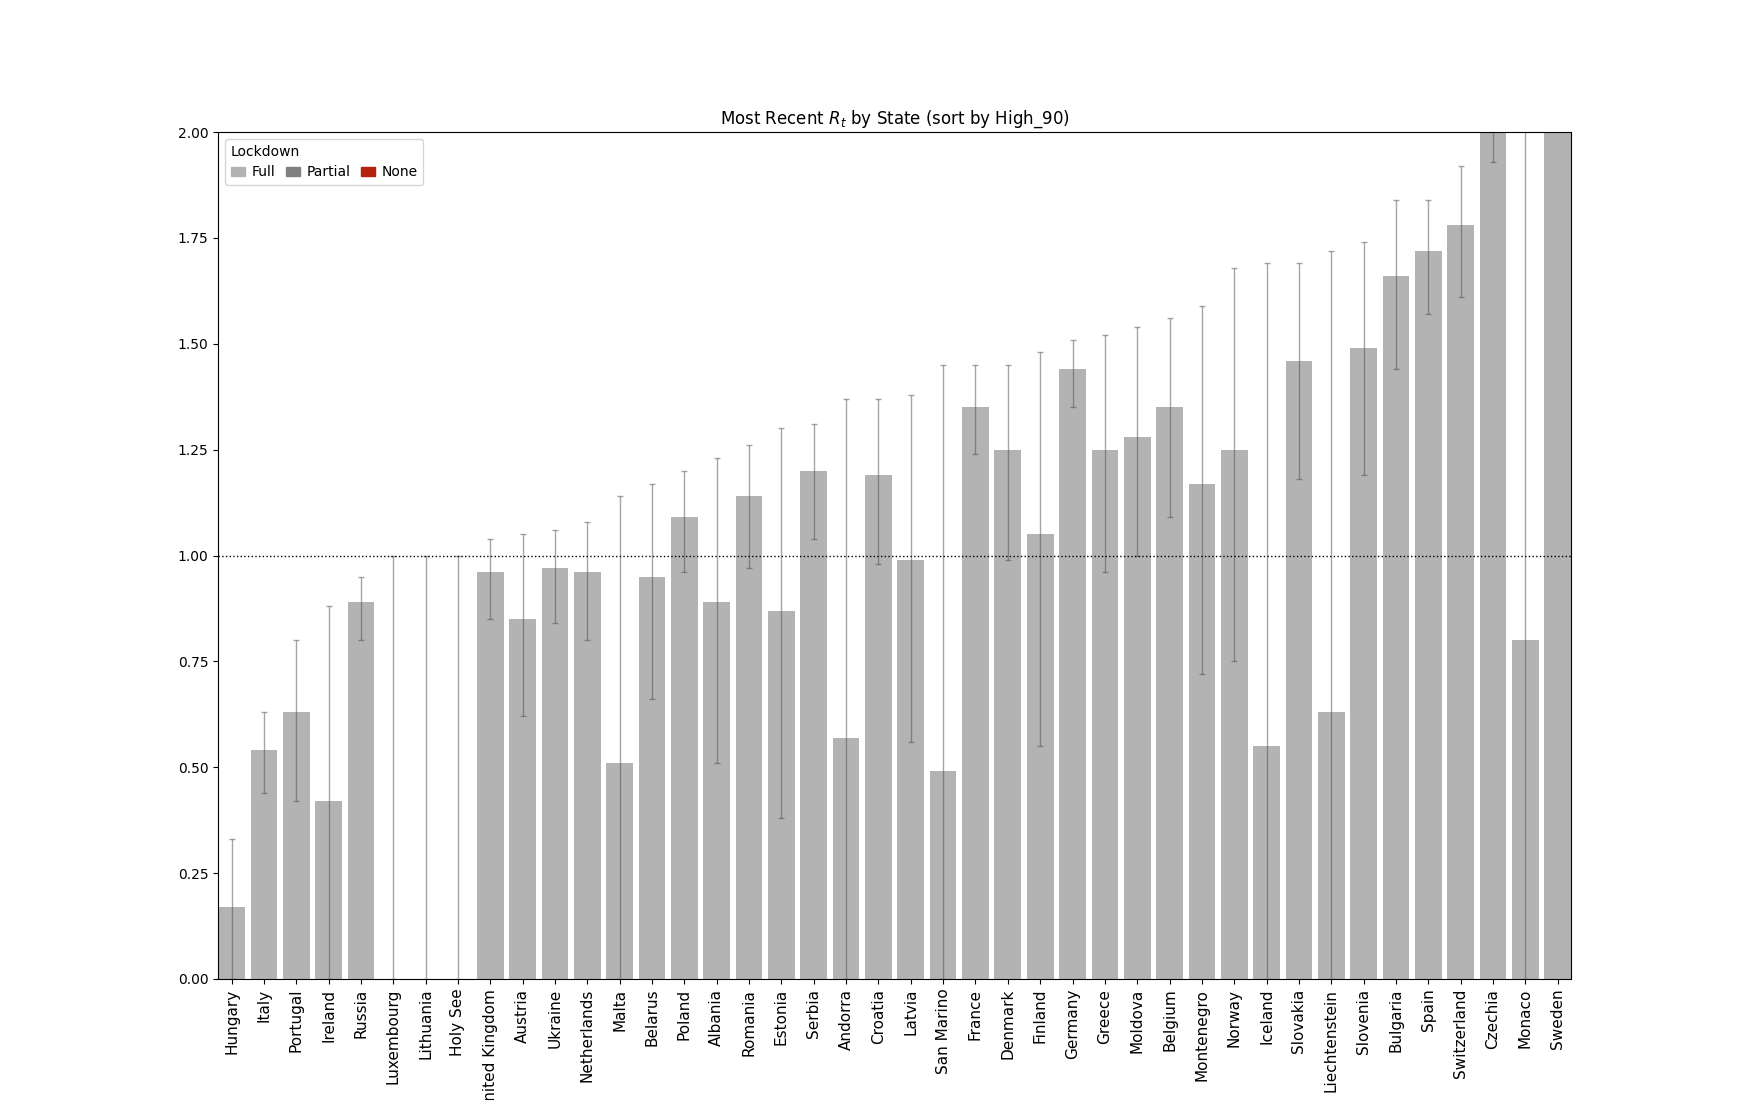 Most Recent Rt by State (sort by High_90)
2.00
Lockdown
Full Partial None
1.75
1.50
1.25
1.00
0.75
0.50
0.25
0.00
Hungary
Italy
Portugal
Ireland
Russia
Luxembourg
Lithuania
Holy See
nited Kingdom
Austria
Ukraine
Netherlands
Malta
Belarus
Poland
Albania
Romania
Estonia
Serbia
Andorra
Croatia
Latvia
San Marino
France
Denmark
Finland
Germany
Greece
Moldova
Belgium
Montenegro
Norway
Iceland
Slovakia
Liechtenstein
Slovenia
Bulgaria
Spain
Switzerland
Czechia
Monaco
Sweden